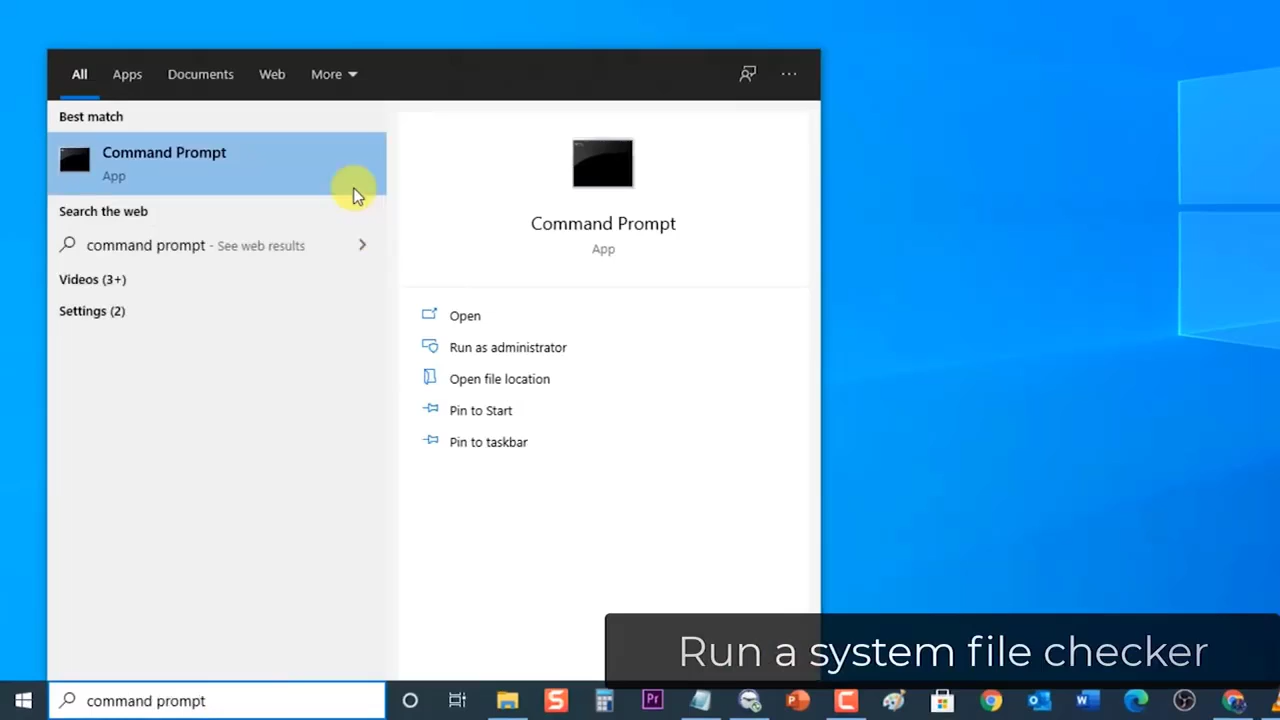 All Apps Documents Web More
Best match
Command Prompt
App
Search the web
command prompt - See web results
Videos (3+)
Settings (2)
Command Prompt
App
Open
Run as administrator
Open file location
Pin to Start
Pin to taskbar
Run a system file checker
command prompt